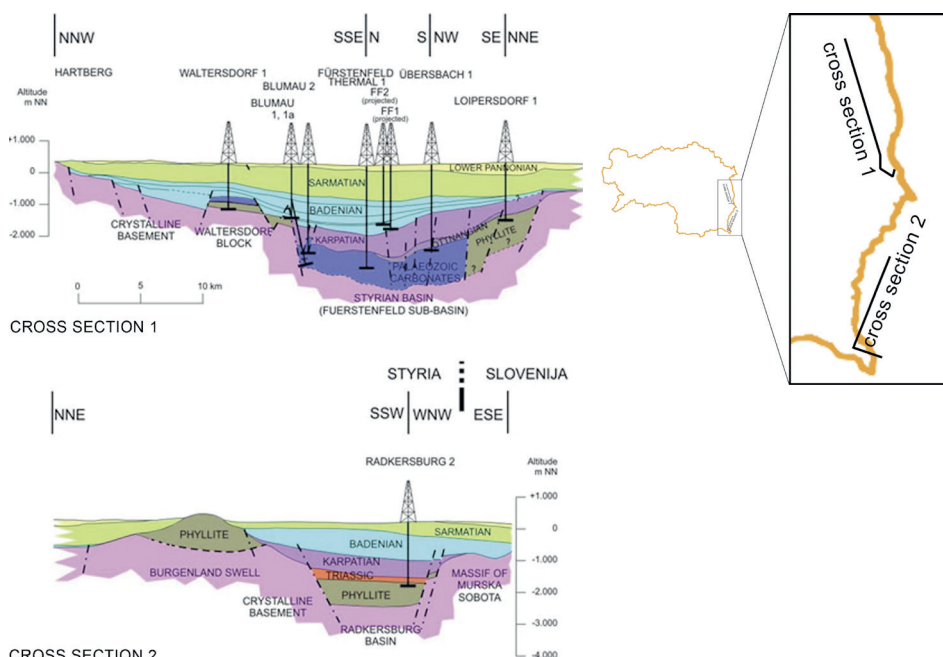 NNW
SSE N
S NW
SE NNE
HARTBERG
WALTERSDORF 1
BLUMAU 2
BLUMAU
1, 1a
FÜRSTENFELD
THERMAL 1
FF2
(projected)
FF1
(projected)
ÜBERSBACH 1
LOIPERSDORF 1
Altitude
m NN
+1.000
0
-1.000
-2.000
LOWER PANNONIAN
SARMATIAN
BADENIAN
CRYSTALLINE
BASEMENT
WALTERSDORF
BLOCK
KARPATIAN
OTTNANGIAN
PHYLLITE
?
?
?
PALAEOZOIC
CARBONATES
STYRIAN BASIN
(FUERSTENFELD SUB-BASIN)
0 5 10 km
CROSS SECTION 1
cross section 1
cross section 2
STYRIA SLOVENIJA
NNE
SSW WNW
ESE
RADKERSBURG 2
Altitude
m NN
+1.000
0
-1.000
-2.000
-3.000
-4.000
SARMATIAN
PHYLLITE
BADENIAN
KARPATIAN
TRIASSIC
PHYLLITE
BURGENLAND SWELL
CRYSTALLINE
BASEMENT
MASSIF OF
MURSKA
SOBOTA
RADKERSBURG
BASIN
CROSS SECTION 2